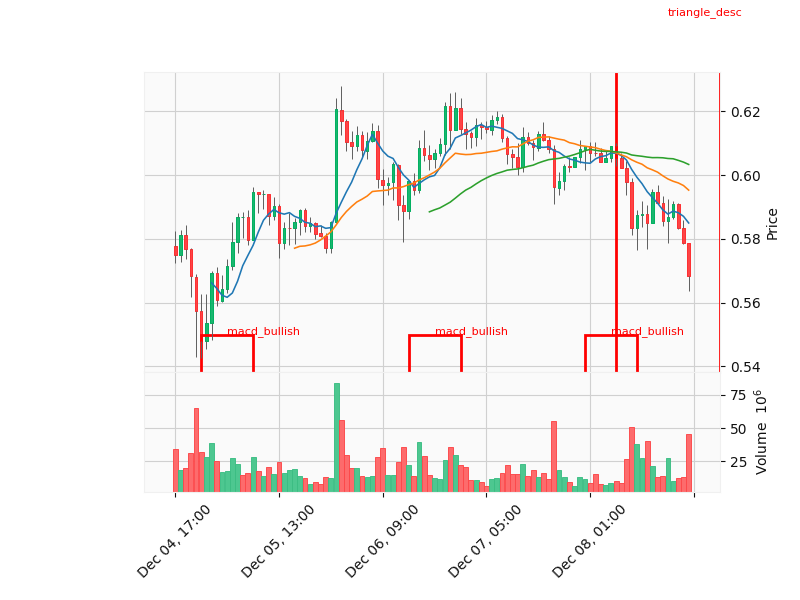 triangle_desc
0.62
0.60
0.58
0.56
0.54
Price
macd_bullish
macd_bullish
macd_bullish
75
50
25
Volume 10^6
Dec 04, 17:00
Dec 05, 13:00
Dec 06, 09:00
Dec 07, 05:00
Dec 08, 01:00